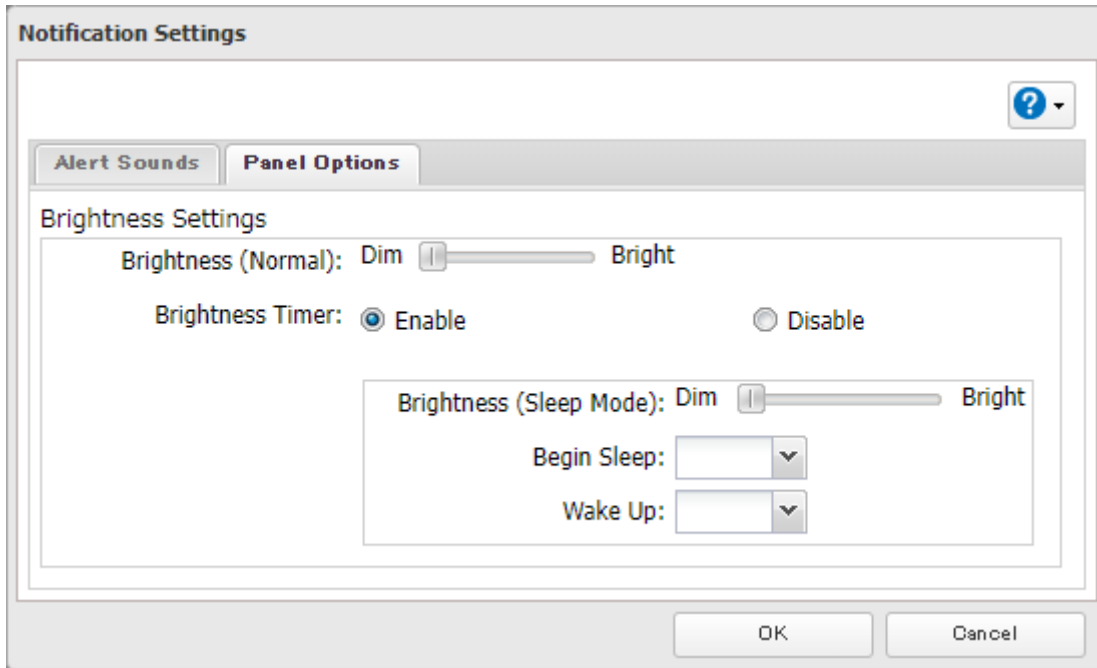 Notification Settings
?
Alert Sounds Panel Options
Brightness Settings
Brightness (Normal): Dim Bright
Brightness Timer: Enable Disable
Brightness (Sleep Mode): Dim Bright
Begin Sleep:
Wake Up:
OK Cancel